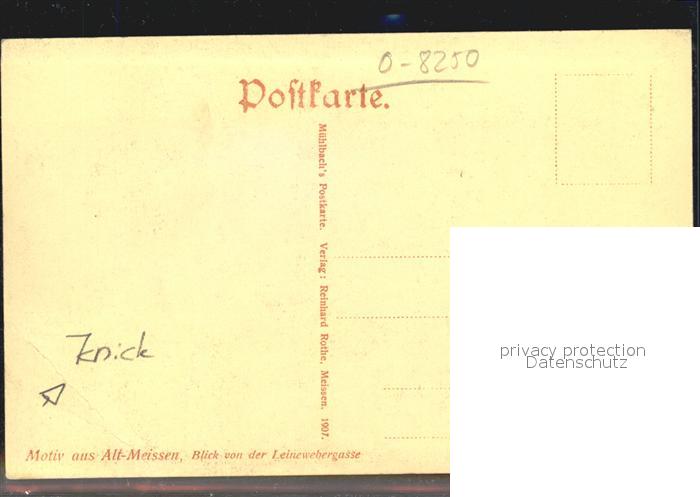 O-8250
Postkarte.
Mühlbach's Postkarte. Verlag: Reinhard Rothe, Meissen. 1907.
privacy protection
Datenschutz
Knick
Motiv aus Alt-Meissen, Blick von der Leinewebergasse